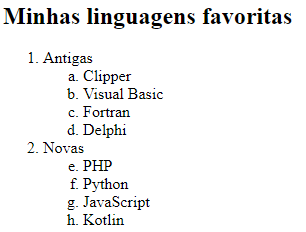 Minhas linguagens favoritas
1. Antigas
a. Clipper
b. Visual Basic
c. Fortran
d. Delphi
2. Novas
e. PHP
f. Python
g. JavaScript
h. Kotlin